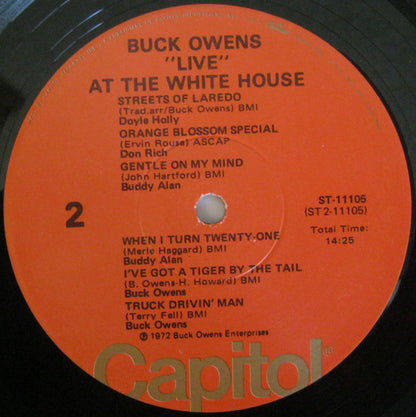 BUCK OWENS
"LIVE"
AT THE WHITE HOUSE
STREETS OF LAREDO
(Trad.arr/Buck Owens) BMI
Doyle Holly
ORANGE BLOSSOM SPECIAL
(Ervin Rouse) ASCAP
Don Rich
GENTLE ON MY MIND
(John Hartford) BMI
Buddy Alan
2
ST-11105
(ST2-11105)
Total Time:
14:25
WHEN I TURN TWENTY-ONE
(Merle Haggard) BMI
Buddy Alan
I'VE GOT A TIGER BY THE TAIL
(B. Owens-H. Howard) BMI
Buck Owens
TRUCK DRIVIN' MAN
(Terry Fell) BMI
Buck Owens
℗ 1972 Buck Owens Enterprises
Capitol®